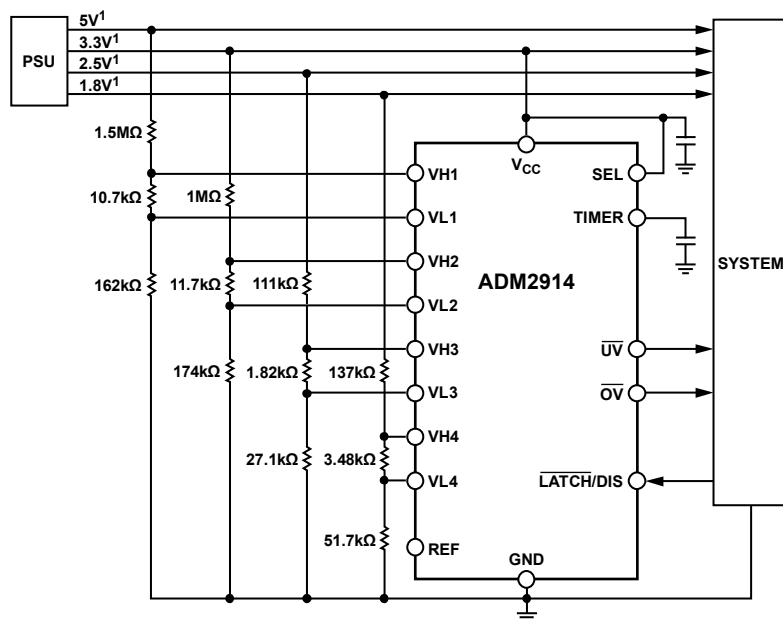 5V1
3.3V1
2.5V1
1.8V1
PSU
1.5MΩ
10.7kΩ
162kΩ
1MΩ
11.7kΩ
174kΩ
111kΩ
1.82kΩ
27.1kΩ
137kΩ
3.48kΩ
51.7kΩ
VCC
VH1
VL1
VH2
VL2
VH3
VL3
VH4
VL4
REF
ADM2914
GND
SEL
TIMER
UV
OV
LATCH/DIS
SYSTEM